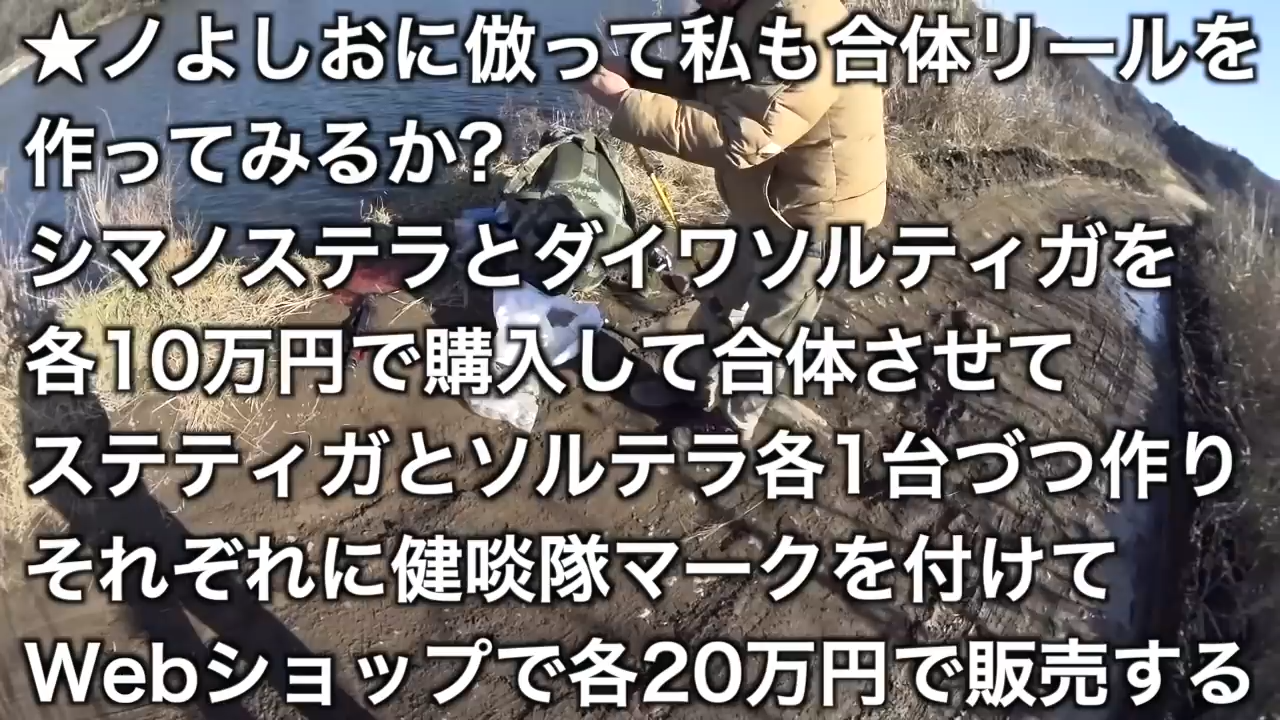 ★ノよしおに倣って私も合体リールを
作ってみるか?
シマノステラとダイワソルティガを
各10万円で購入して合体させて
ステティガとソルテラ各1台づつ作り
それぞれに健啖隊マークを付けて
Webショップで各20万円で販売する